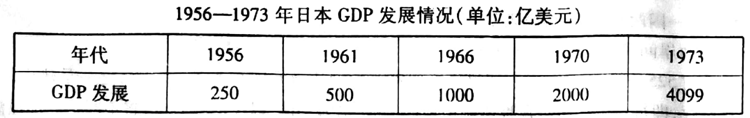 1956—1973 年日本 GDP 发展情况(单位:亿美元)
年代 1956 1961 1966 1970 1973
GDP 发展 250 500 1000 2000 4099